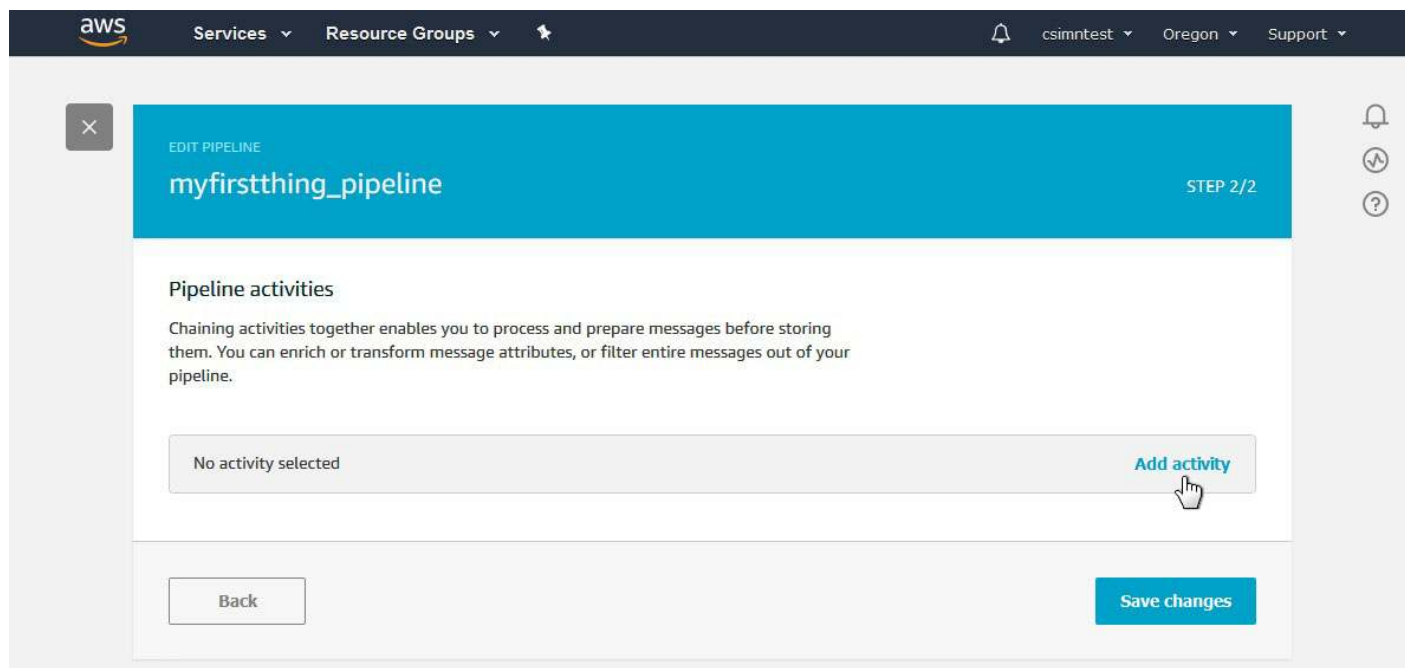 aws Services Resource Groups csimntest Oregon Support
EDIT PIPELINE
myfirstthing_pipeline
STEP 2/2
Pipeline activities
Chaining activities together enables you to process and prepare messages before storing
them. You can enrich or transform message attributes, or filter entire messages out of your
pipeline.
No activity selected Add activity
Back Save changes